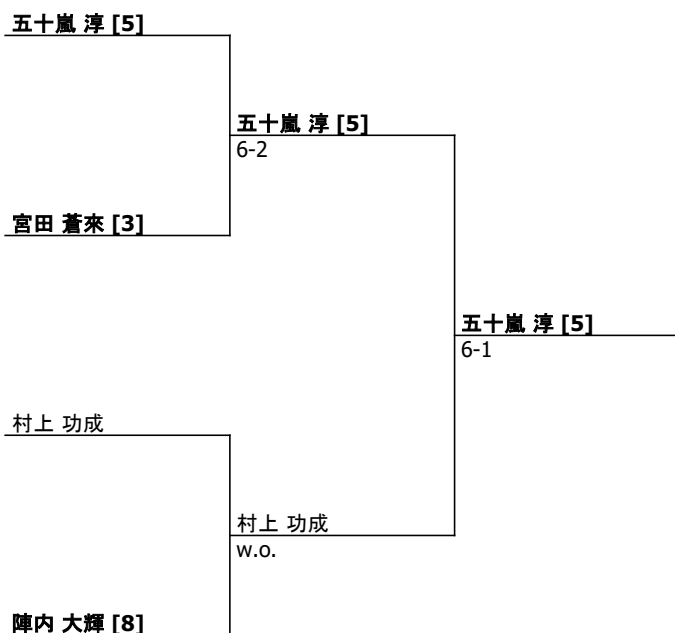 五十嵐 淳 [5]
五十嵐 淳 [5]
6-2
宮田 蒼來 [3]
五十嵐 淳 [5]
6-1
村上 功成
村上 功成
w.o.
陣内 大輝 [8]